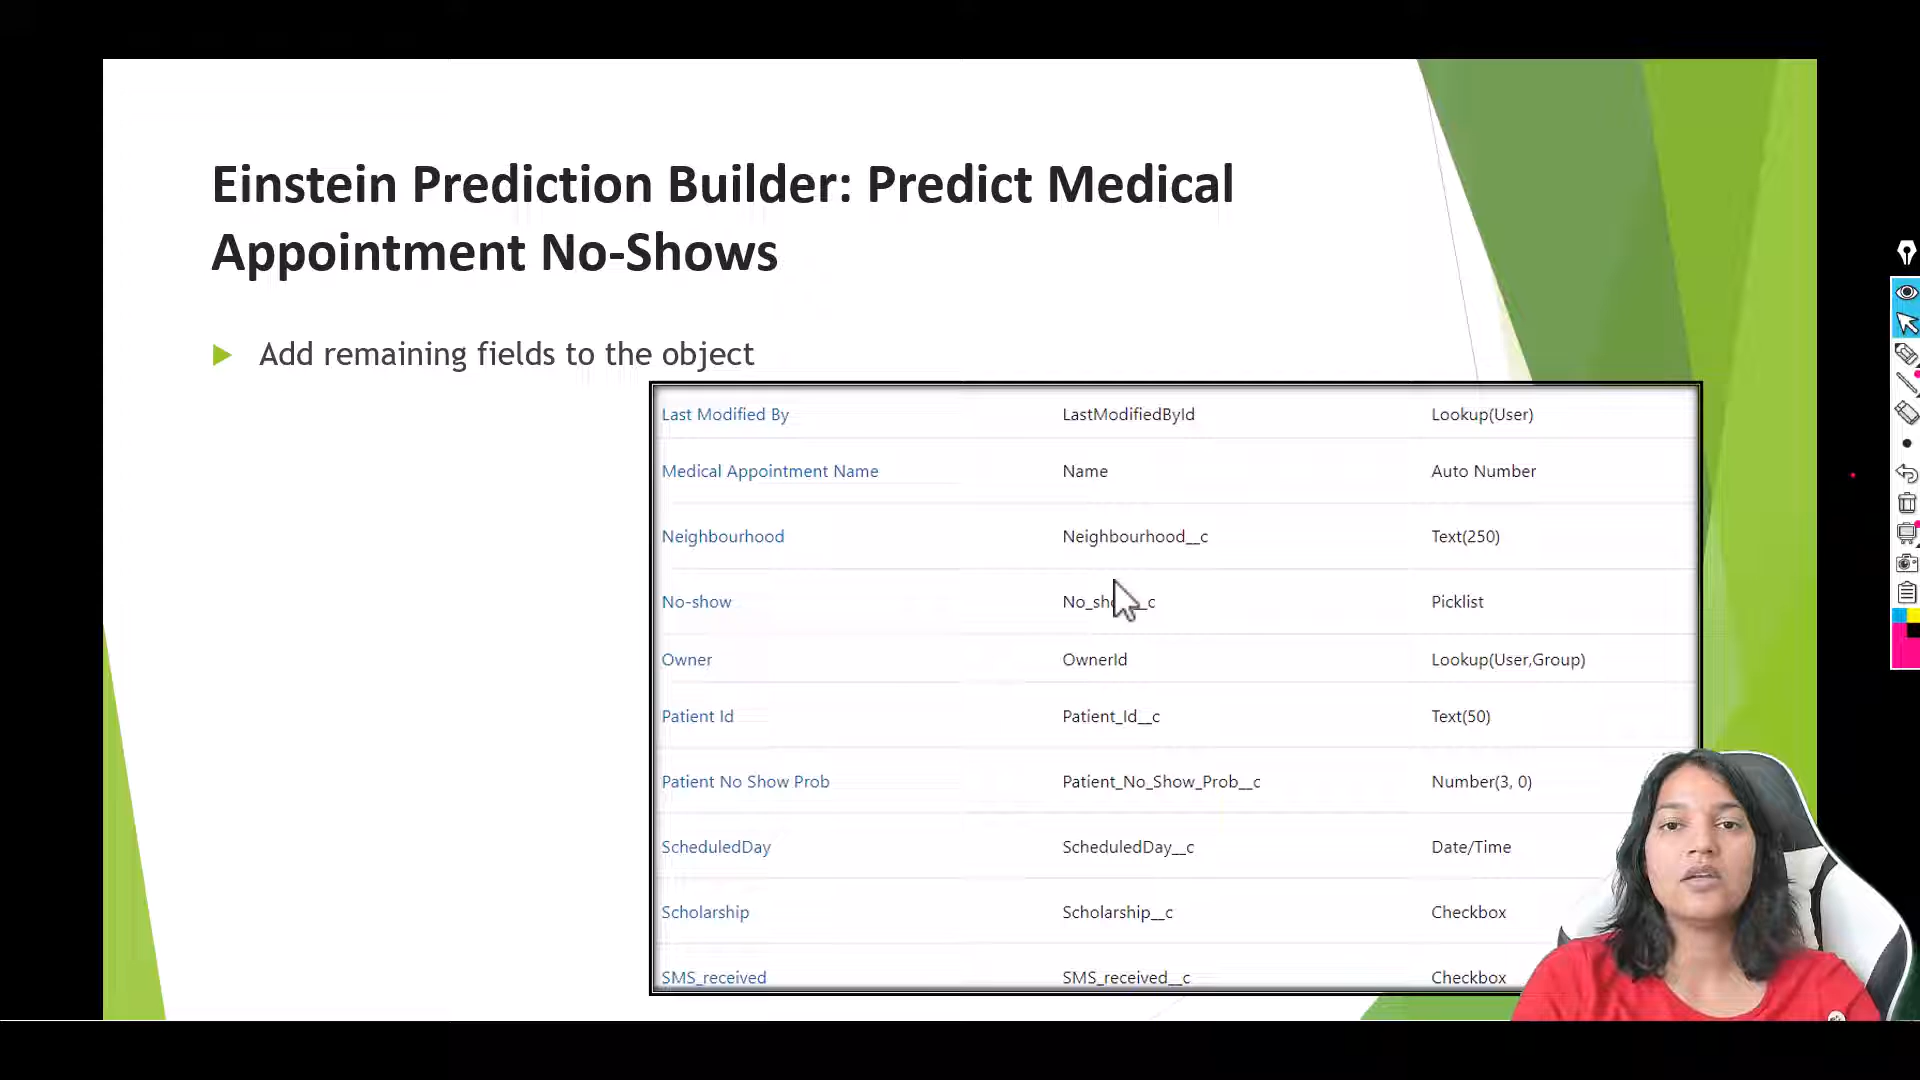 Einstein Prediction Builder: Predict Medical
Appointment No-Shows
Add remaining fields to the object
Last Modified By LastModifiedById Lookup(User)
Medical Appointment Name Name Auto Number
Neighbourhood Neighbourhood__c Text(250)
No-show Picklist
Owner OwnerId Lookup(User,Group)
Patient Id Patient_Id__c Text(50)
Patient No Show Prob Patient_No_Show_Prob__c Number(3, 0)
ScheduledDay ScheduledDay__c Date/Time
Scholarship Scholarship__c Checkbox
SMS_received SMS_received__c Checkbox